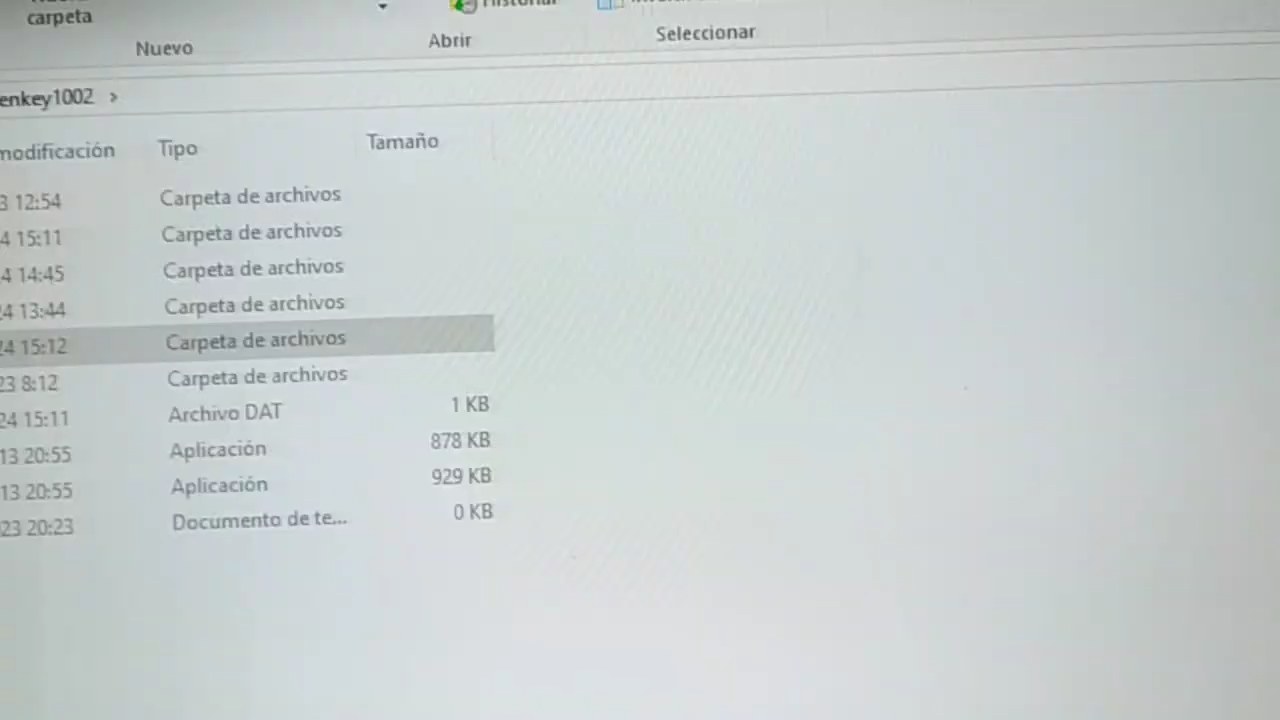 carpeta
Historial
Nuevo
Abrir
Seleccionar
enkey1002 >
modificación Tipo Tamaño
3 12:54 Carpeta de archivos
4 15:11 Carpeta de archivos
4 14:45 Carpeta de archivos
24 13:44 Carpeta de archivos
24 15:12 Carpeta de archivos
23 8:12 Carpeta de archivos
24 15:11 Archivo DAT 1 KB
13 20:55 Aplicación 878 KB
13 20:55 Aplicación 929 KB
23 20:23 Documento de te... 0 KB